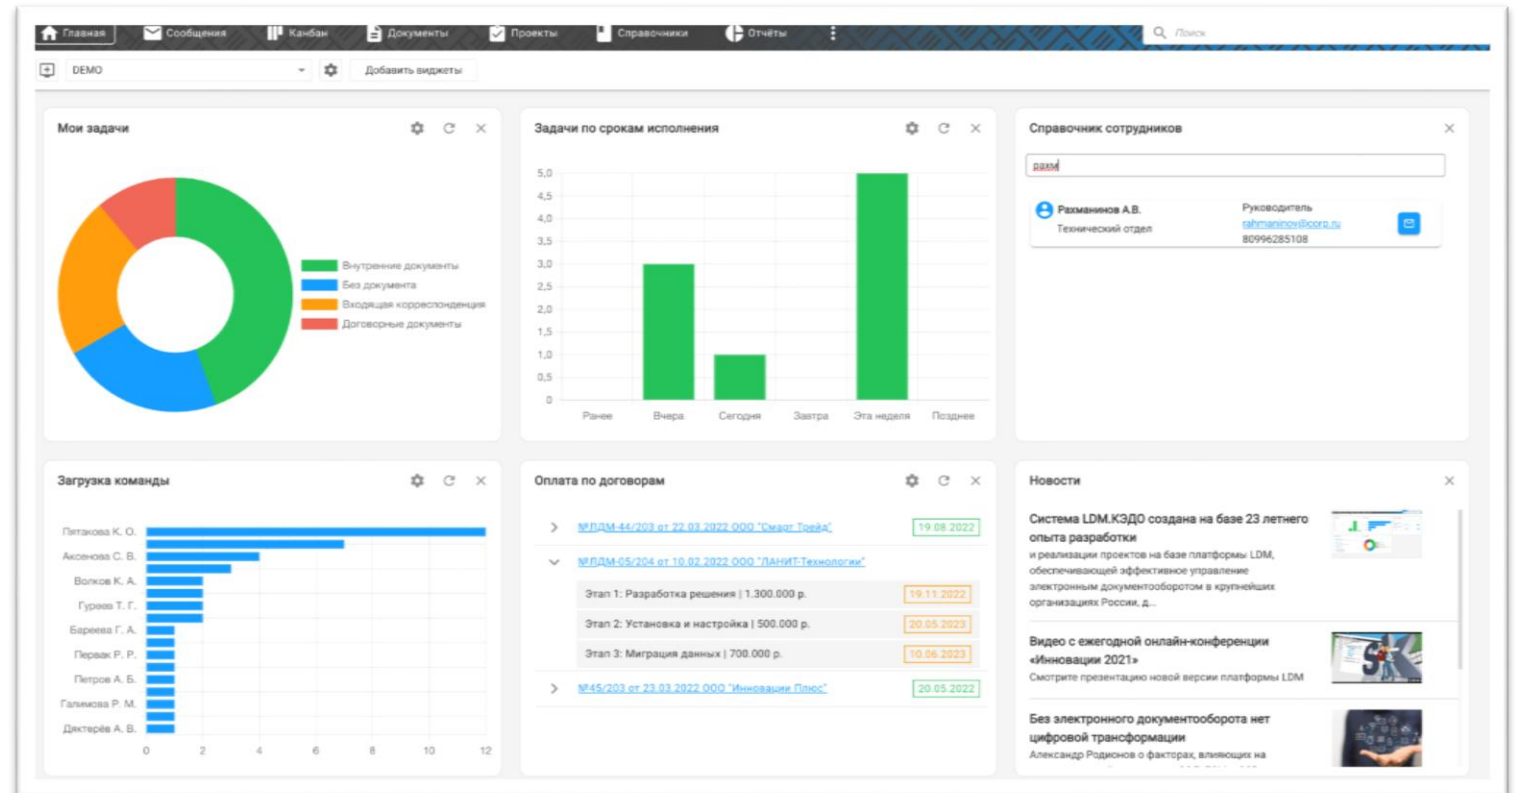 Главная Сообщения Канбан Документы Проекты Справочники Отчёты Поиск
DEMO Добавить виджеты
Мои задачи
Внутренние документы
Без документа
Входящая корреспонденция
Договорные документы
Задачи по срокам исполнения
5,0
4,5
4,0
3,5
3,0
2,5
2,0
1,5
1,0
0,5
0
Ранее Вчера Сегодня Завтра Эта неделя Позднее
Справочник сотрудников
рахм
Рахманинов А.В. Руководитель
Технический отдел rahmaninov@corp.ru
80996285108
Загрузка команды
Пятакова К. О.
Аксенова С. В.
Волков К. А.
Гуреев Т. Г.
Бареева Г. А.
Первак Р. Р.
Петров А. Б.
Галимова Р. М.
Дяктерёв А. В.
0 2 4 6 8 10 12
Оплата по договорам
№ЛДМ-44/203 от 22.03.2022 ООО "Смарт Трейд" 19.08.2022
№ЛДМ-05/204 от 10.02.2022 ООО "ЛАНИТ-Технологии"
Этап 1: Разработка решения | 1.300.000 р. 19.11.2022
Этап 2: Установка и настройка | 500.000 р. 20.05.2023
Этап 3: Миграция данных | 700.000 р. 10.06.2023
№45/203 от 23.03.2022 ООО "Инновации Плюс" 20.05.2022
Новости
Система LDM.КЭДО создана на базе 23 летнего
опыта разработки
и реализации проектов на базе платформы LDM,
обеспечивающей эффективное управление
электронным документооборотом в крупнейших
организациях России, д...
Видео с ежегодной онлайн-конференции
«Инновации 2021»
Смотрите презентацию новой версии платформы LDM
Без электронного документооборота нет
цифровой трансформации
Александр Родионов о факторах, влияющих на